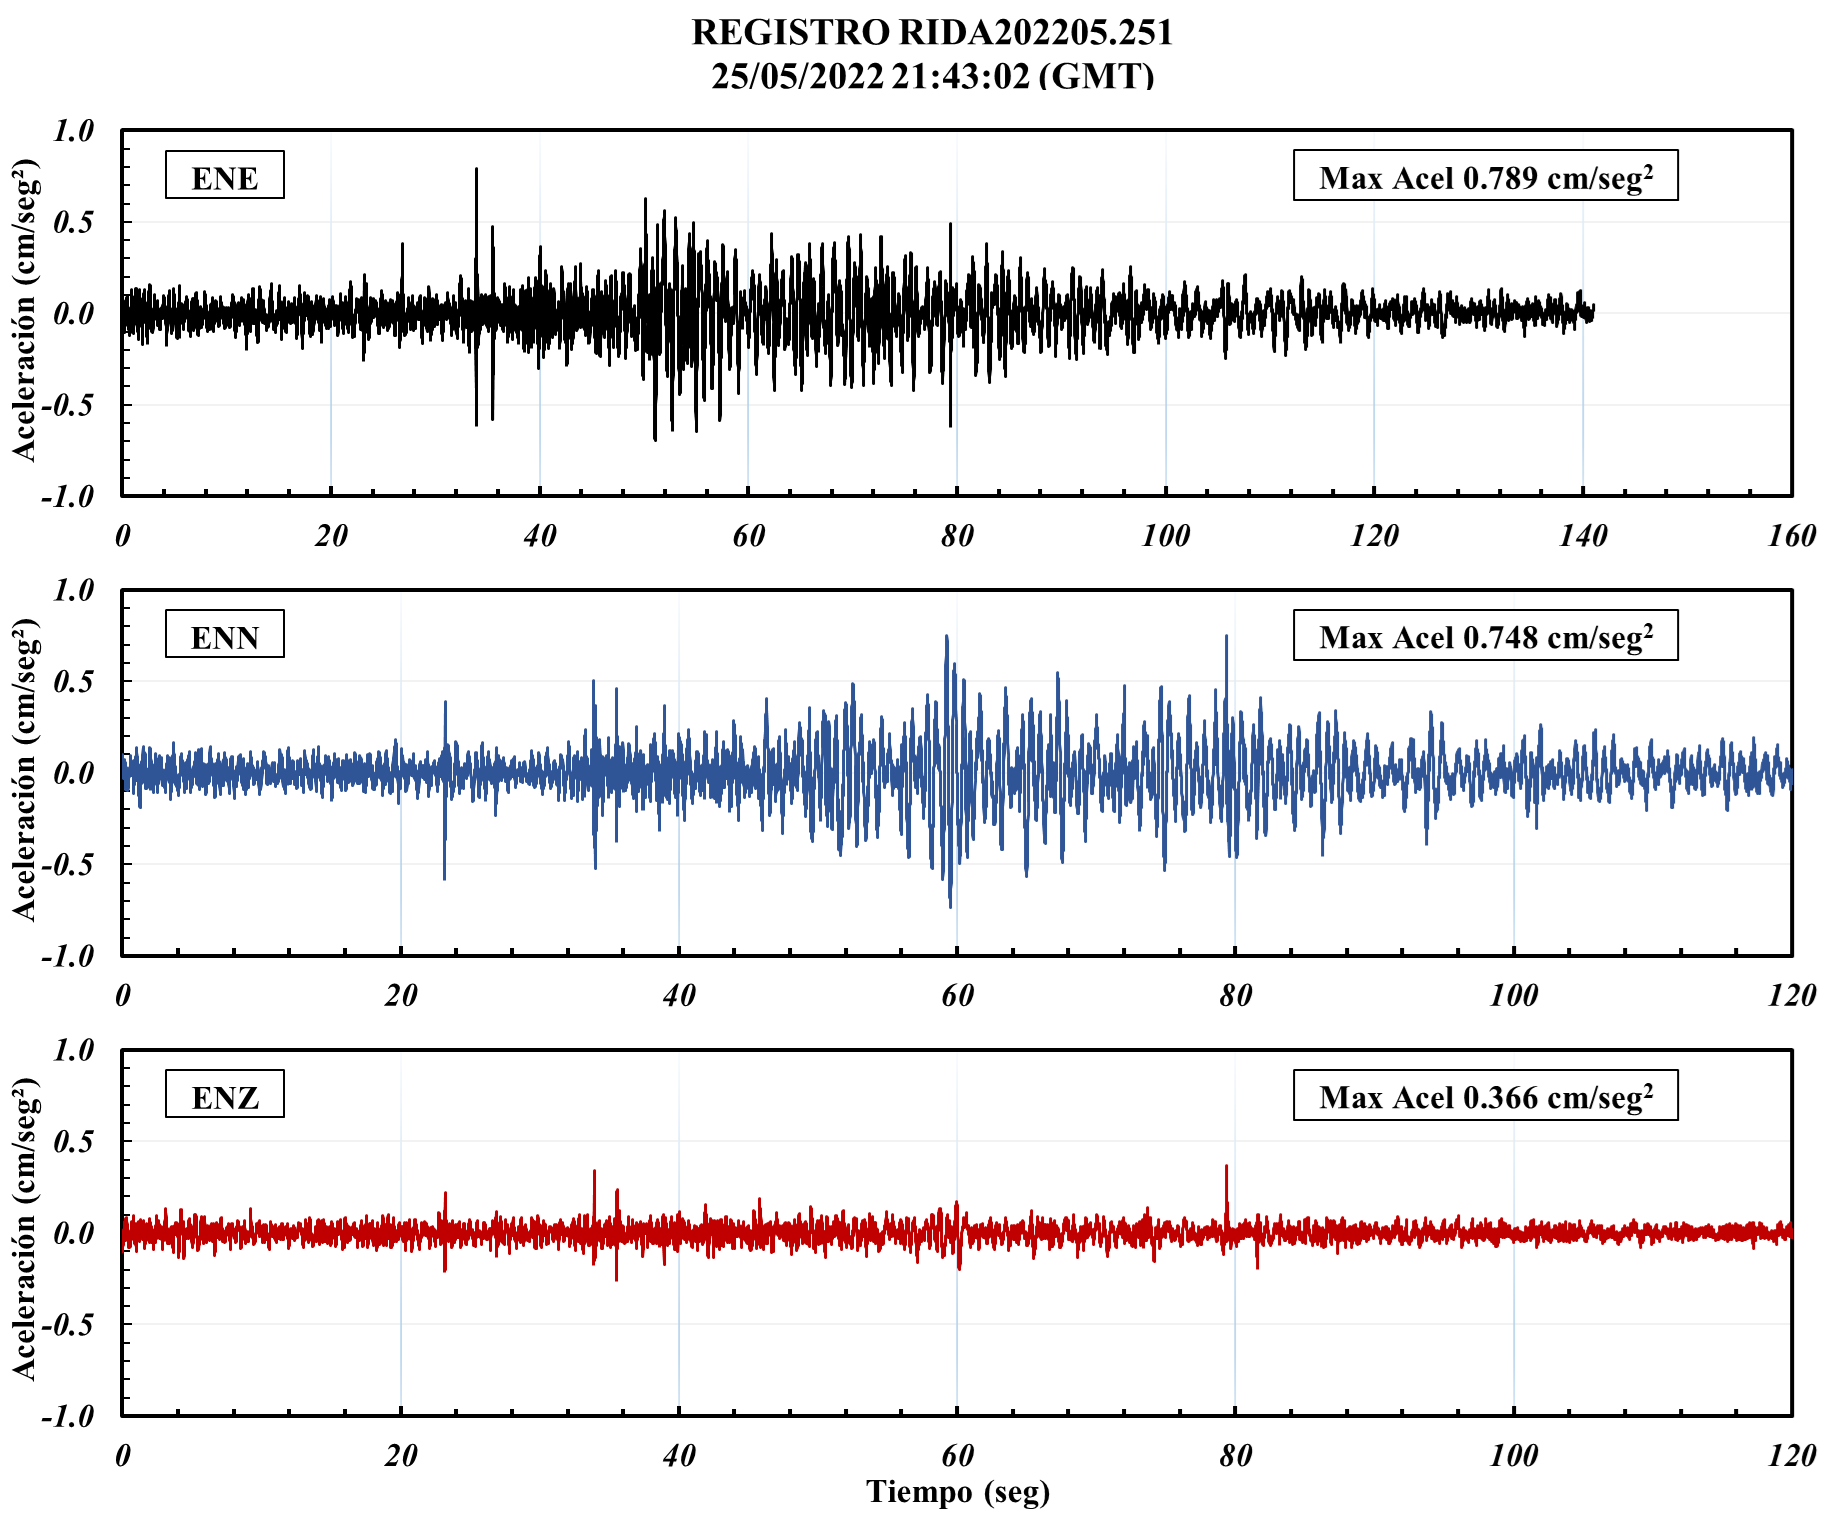 REGISTRO RIDA202205.251
25/05/2022 21:43:02 (GMT)
Aceleración (cm/seg²)
1.0
0.5
0.0
-0.5
-1.0
ENE
Max Acel 0.789 cm/seg²
0 20 40 60 80 100 120 140 160
Aceleración (cm/seg²)
1.0
0.5
0.0
-0.5
-1.0
ENN
Max Acel 0.748 cm/seg²
0 20 40 60 80 100 120
Aceleración (cm/seg²)
1.0
0.5
0.0
-0.5
-1.0
ENZ
Max Acel 0.366 cm/seg²
0 20 40 60 80 100 120
Tiempo (seg)